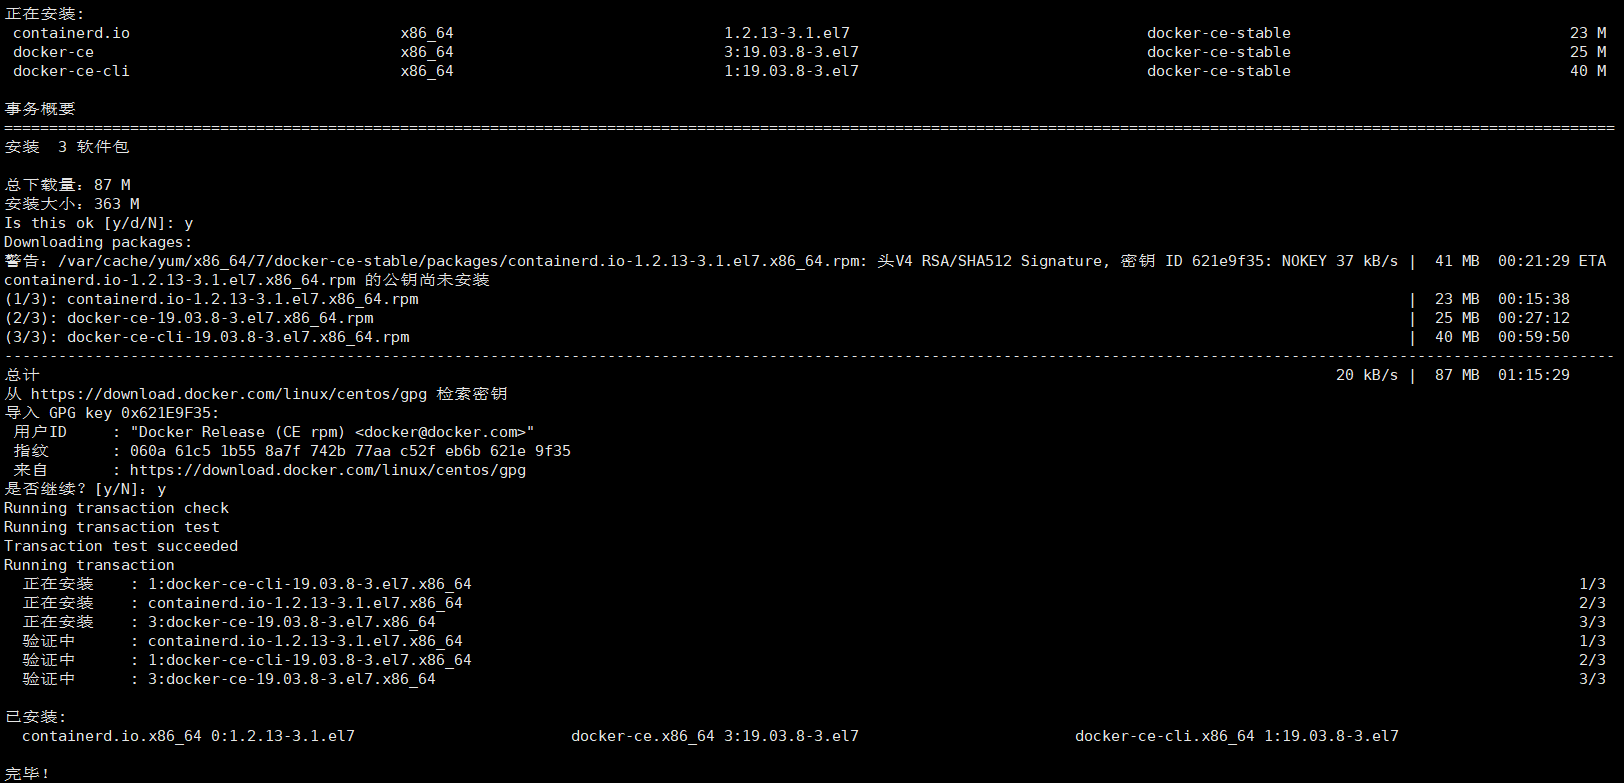 正在安装:
containerd.io x86_64 1.2.13-3.1.el7 docker-ce-stable 23 M
docker-ce x86_64 3:19.03.8-3.el7 docker-ce-stable 25 M
docker-ce-cli x86_64 1:19.03.8-3.el7 docker-ce-stable 40 M
事务概要
================================================================================
安装 3 软件包
总下载量：87 M
安装大小：363 M
Is this ok [y/d/N]: y
Downloading packages:
警告：/var/cache/yum/x86_64/7/docker-ce-stable/packages/containerd.io-1.2.13-3.1.el7.x86_64.rpm: 头V4 RSA/SHA512 Signature, 密钥 ID 621e9f35: NOKEY 37 kB/s | 41 MB 00:21:29 ETA
containerd.io-1.2.13-3.1.el7.x86_64.rpm 的公钥尚未安装
(1/3): containerd.io-1.2.13-3.1.el7.x86_64.rpm | 23 MB 00:15:38
(2/3): docker-ce-19.03.8-3.el7.x86_64.rpm | 25 MB 00:27:12
(3/3): docker-ce-cli-19.03.8-3.el7.x86_64.rpm | 40 MB 00:59:50
--------------------------------------------------------------------------------
总计 20 kB/s | 87 MB 01:15:29
从 https://download.docker.com/linux/centos/gpg 检索密钥
导入 GPG key 0x621E9F35:
用户ID : "Docker Release (CE rpm) <docker@docker.com>"
指纹 : 060a 61c5 1b55 8a7f 742b 77aa c52f eb6b 621e 9f35
来自 : https://download.docker.com/linux/centos/gpg
是否继续？[y/N]：y
Running transaction check
Running transaction test
Transaction test succeeded
Running transaction
正在安装 : 1:docker-ce-cli-19.03.8-3.el7.x86_64 1/3
正在安装 : containerd.io-1.2.13-3.1.el7.x86_64 2/3
正在安装 : 3:docker-ce-19.03.8-3.el7.x86_64 3/3
验证中 : containerd.io-1.2.13-3.1.el7.x86_64 1/3
验证中 : 1:docker-ce-cli-19.03.8-3.el7.x86_64 2/3
验证中 : 3:docker-ce-19.03.8-3.el7.x86_64 3/3
已安装:
containerd.io.x86_64 0:1.2.13-3.1.el7 docker-ce.x86_64 3:19.03.8-3.el7 docker-ce-cli.x86_64 1:19.03.8-3.el7
完毕！